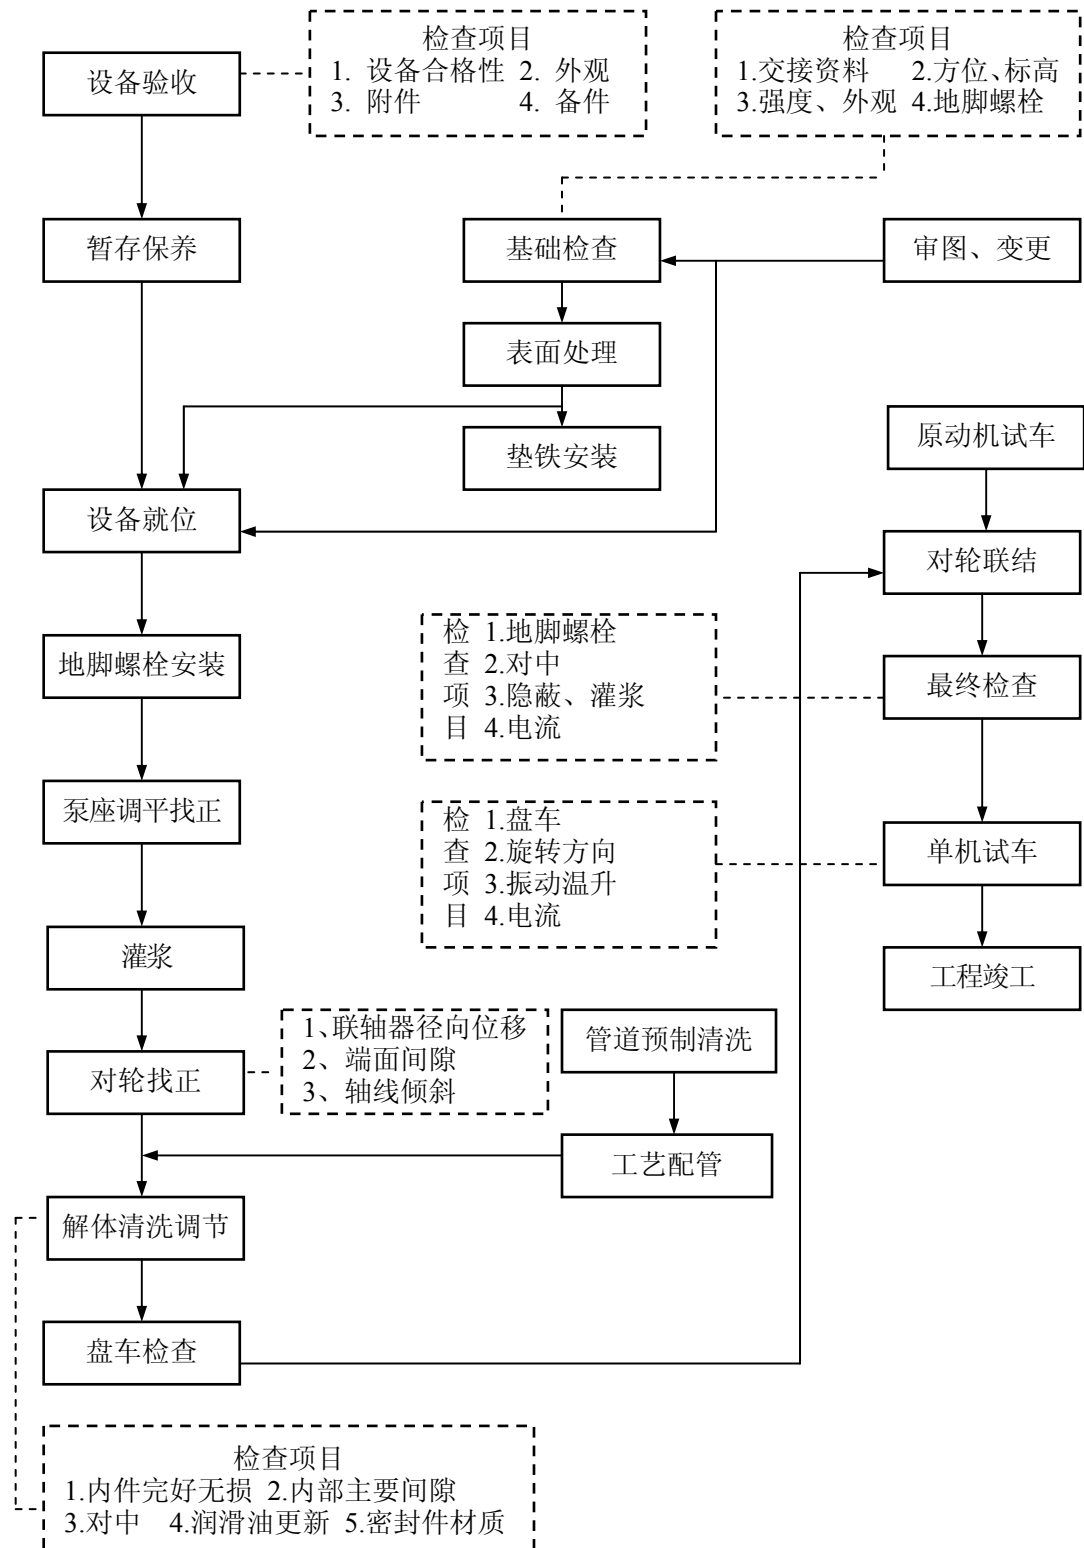 检查项目
1. 设备合格性 2. 外观
3. 附件 4. 备件
检查项目
1.交接资料 2.方位、标高
3.强度、外观 4.地脚螺栓
设备验收
暂存保养
基础检查
审图、变更
表面处理
垫铁安装
原动机试车
设备就位
对轮联结
地脚螺栓安装
检 1.地脚螺栓
查 2.对中
项 3.隐蔽、灌浆
目 4.电流
最终检查
泵座调平找正
检 1.盘车
查 2.旋转方向
项 3.振动温升
目 4.电流
单机试车
灌浆
工程竣工
1、联轴器径向位移
2、端面间隙
3、轴线倾斜
管道预制清洗
对轮找正
工艺配管
解体清洗调节
盘车检查
检查项目
1.内件完好无损 2.内部主要间隙
3.对中 4.润滑油更新 5.密封件材质